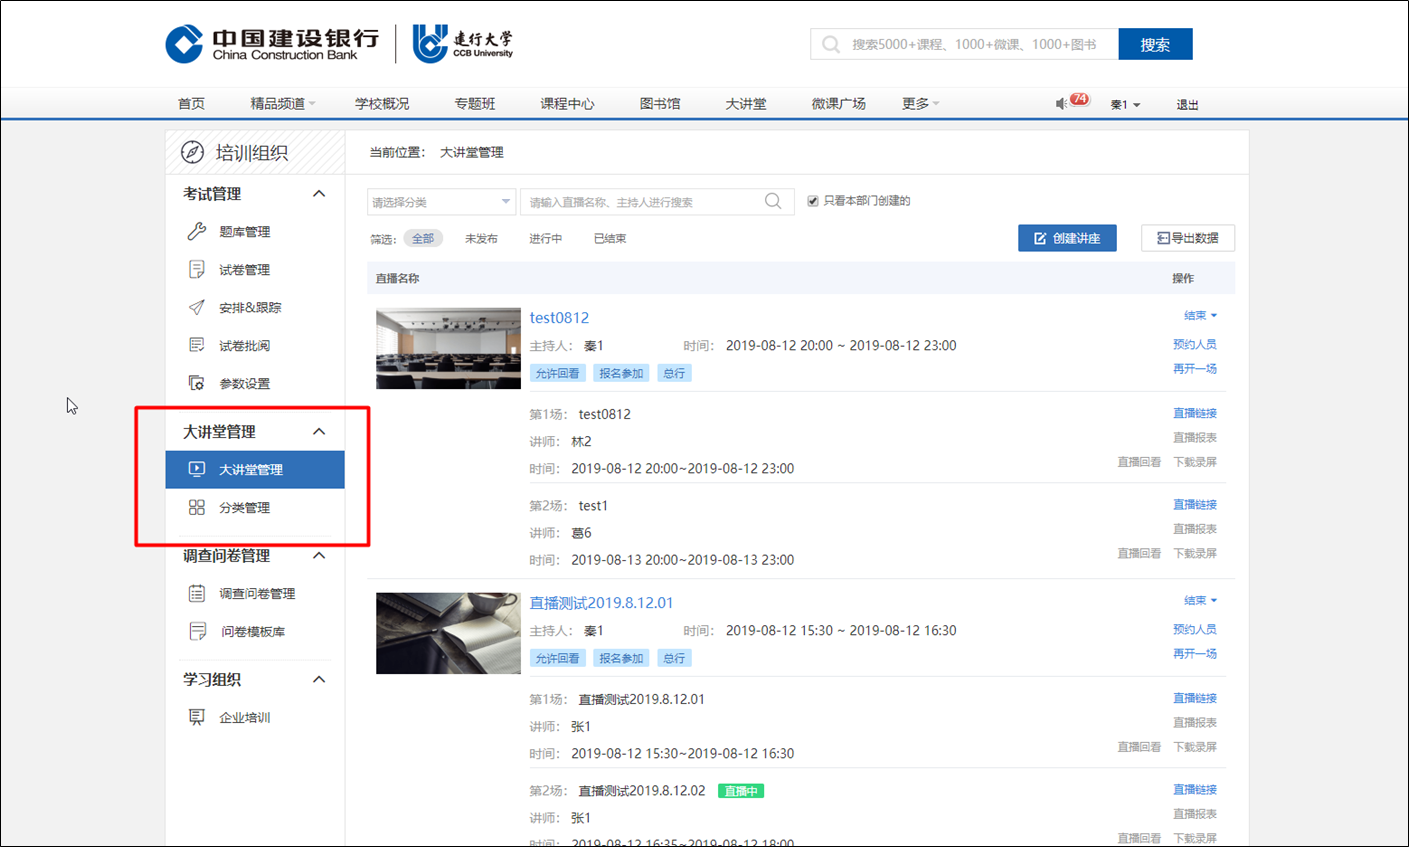 中国建设银行
China Construction Bank
建行大学
CCB University
搜索5000+课程、1000+微课、1000+图书
搜索
首页 精品频道 学校概况 专题班 课程中心 图书馆 大讲堂 微课广场 更多 74 秦1 退出
培训组织
当前位置： 大讲堂管理
考试管理
题库管理
试卷管理
安排&跟踪
试卷批阅
参数设置
大讲堂管理
大讲堂管理
分类管理
调查问卷管理
调查问卷管理
问卷模板库
学习组织
企业培训
请选择分类 请输入直播名称、主持人进行搜索 只看本部门创建的
筛选： 全部 未发布 进行中 已结束 创建讲座 导出数据
直播名称 操作
test0812 结束
主持人： 秦1 时间： 2019-08-12 20:00 ~ 2019-08-12 23:00 预约人员
允许回看 报名参加 总行 再开一场
第1场： test0812 直播链接
讲师： 林2 直播报表
时间： 2019-08-12 20:00~2019-08-12 23:00 直播回看 下载录屏
第2场： test1 直播链接
讲师： 葛6 直播报表
时间： 2019-08-13 20:00~2019-08-13 23:00 直播回看 下载录屏
直播测试2019.8.12.01 结束
主持人： 秦1 时间： 2019-08-12 15:30 ~ 2019-08-12 16:30 预约人员
允许回看 报名参加 总行 再开一场
第1场： 直播测试2019.8.12.01 直播链接
讲师： 张1 直播报表
时间： 2019-08-12 15:30~2019-08-12 16:30 直播回看 下载录屏
第2场： 直播测试2019.8.12.02 直播中 直播链接
讲师： 张1 直播报表
时间： 2019-08-12 16:35~2019-08-12 18:00 直播回看 下载录屏